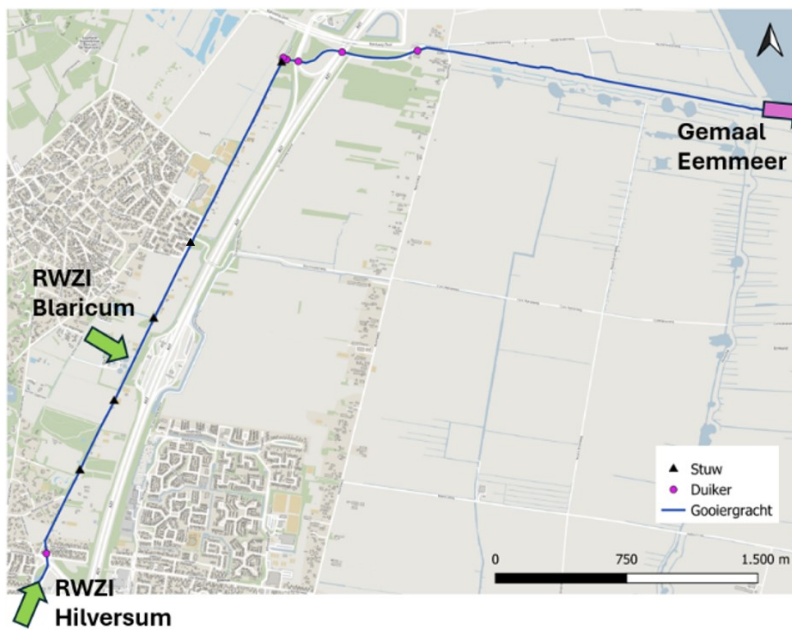 Gemaal
Eemmeer
RWZI
Blaricum
Stuw
Duiker
Gooiergracht
0 750 1.500 m
RWZI
Hilversum